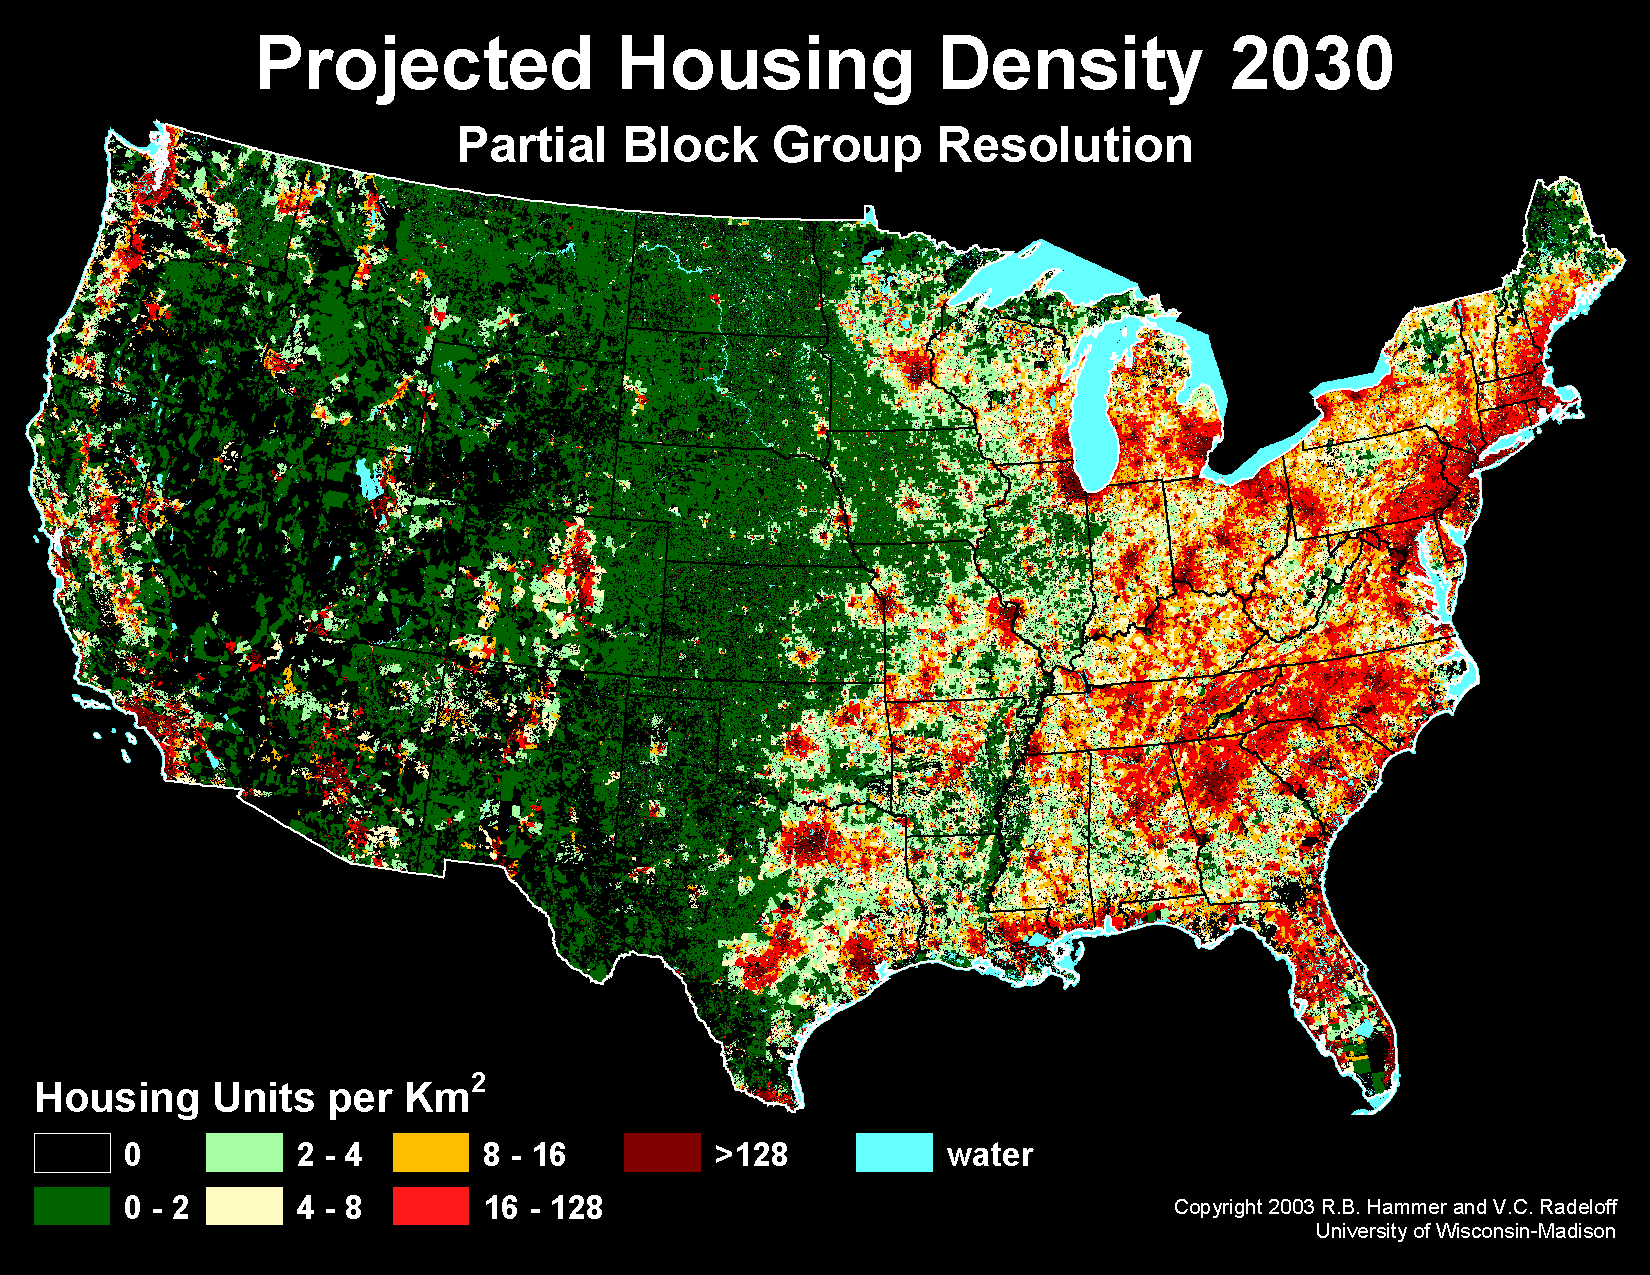 Projected Housing Density 2030
Partial Block Group Resolution
Housing Units per Km²
0
2 - 4
8 - 16
>128
water
0 - 2
4 - 8
16 - 128
Copyright 2003 R.B. Hammer and V.C. Radeloff
University of Wisconsin-Madison